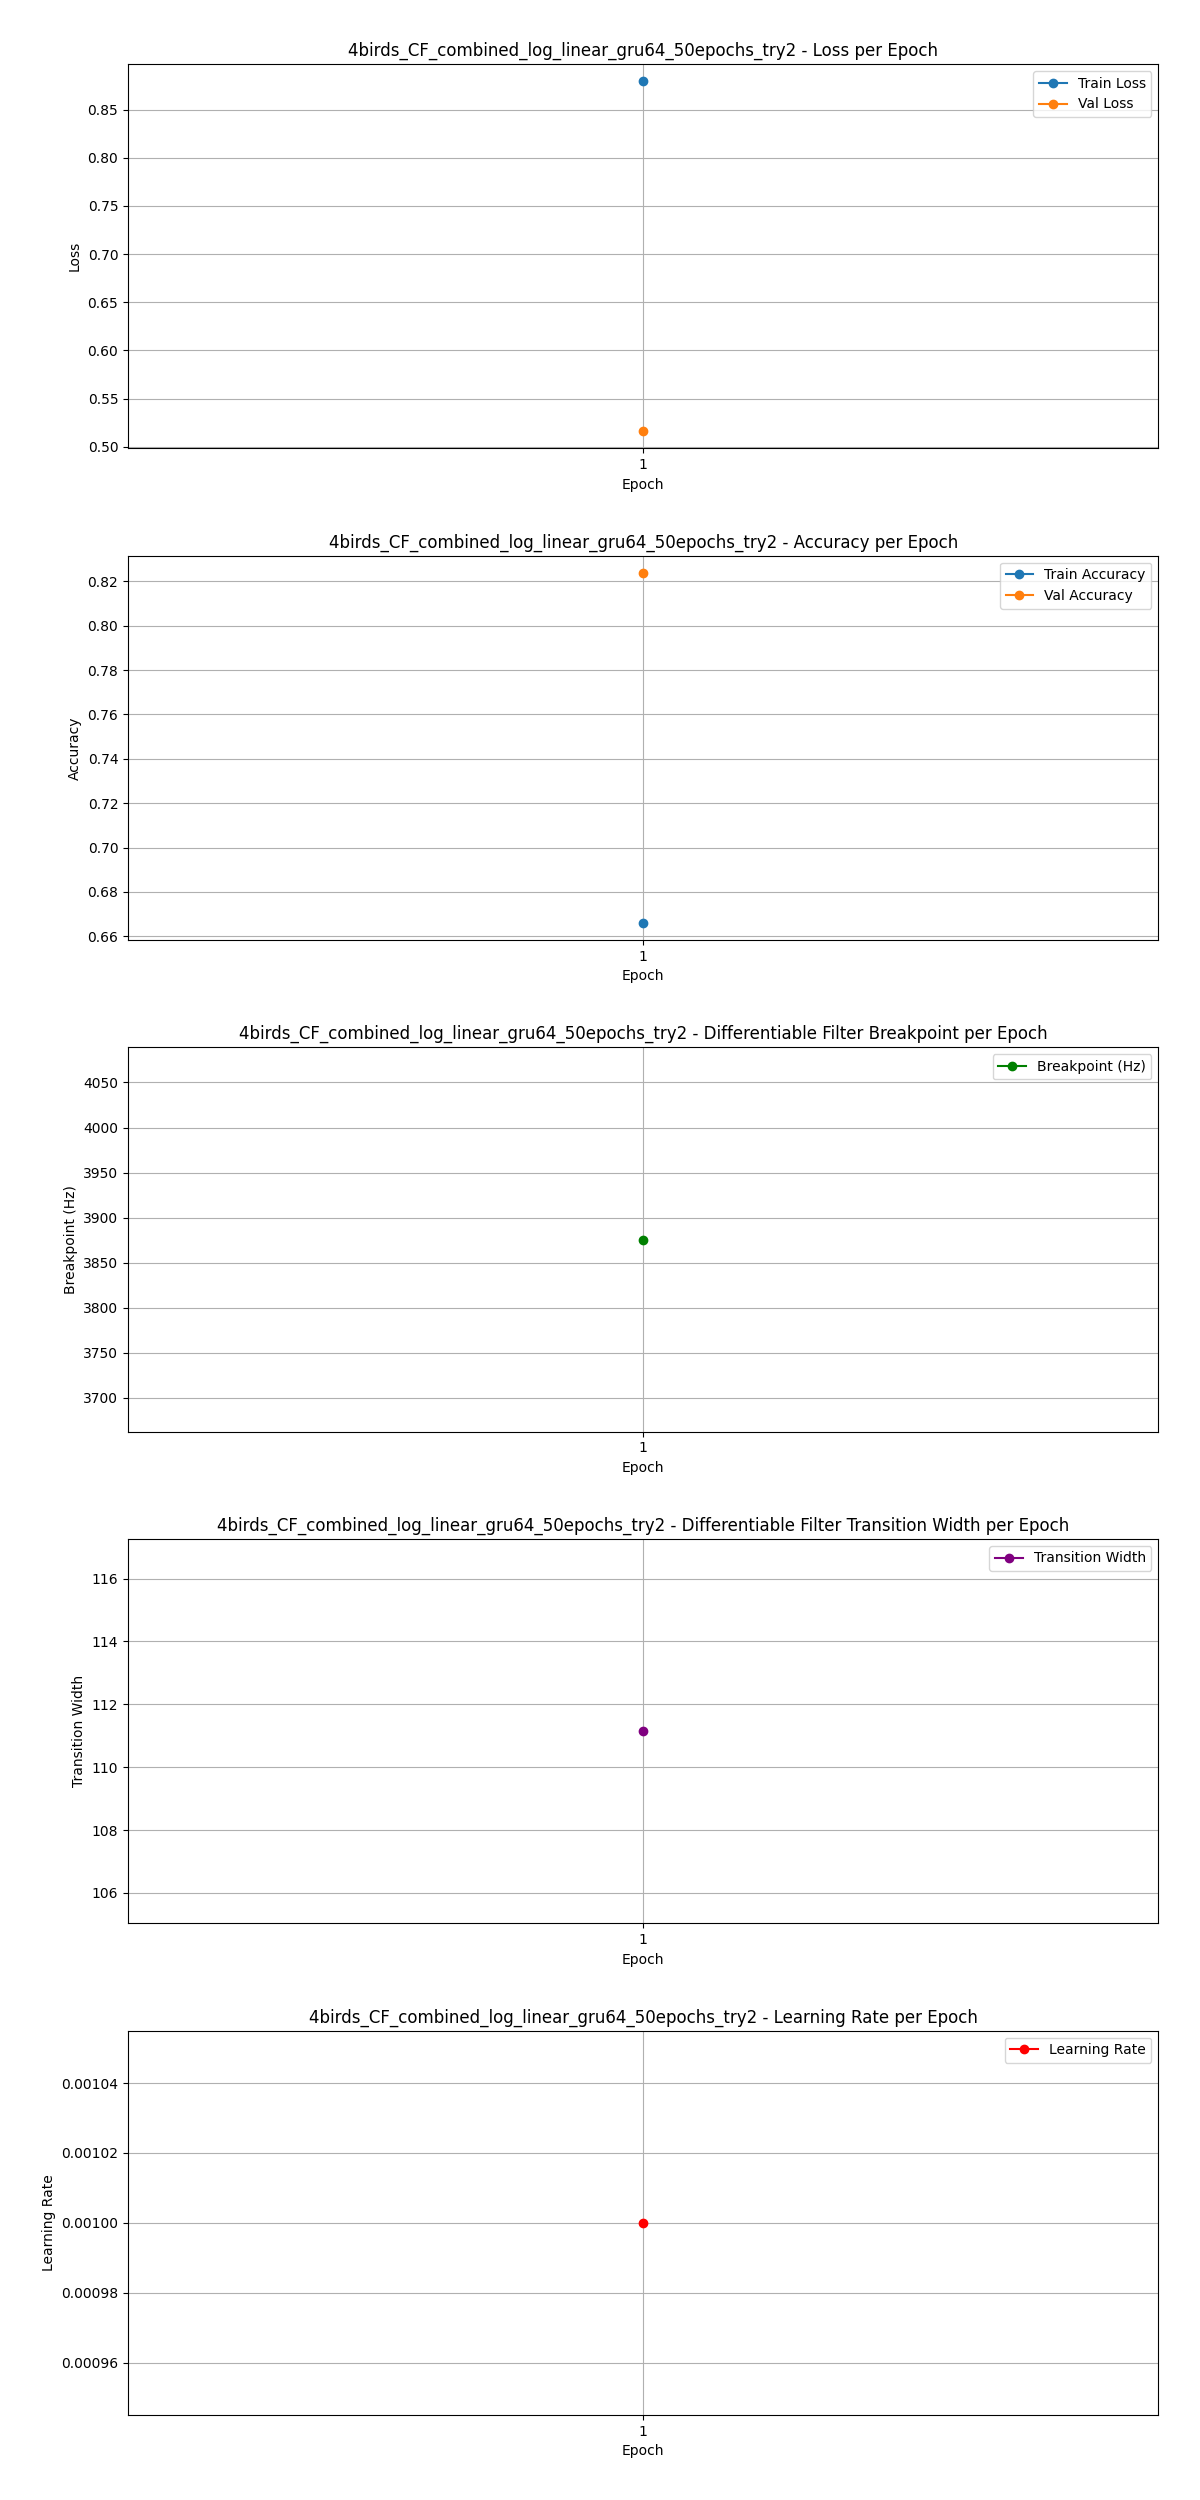 4birds_CF_combined_log_linear_gru64_50epochs_try2 - Loss per Epoch
Train Loss
Val Loss
0.85
0.80
0.75
0.70
0.65
0.60
0.55
0.50
Loss
1
Epoch
4birds_CF_combined_log_linear_gru64_50epochs_try2 - Accuracy per Epoch
Train Accuracy
Val Accuracy
0.82
0.80
0.78
0.76
0.74
0.72
0.70
0.68
0.66
Accuracy
1
Epoch
4birds_CF_combined_log_linear_gru64_50epochs_try2 - Differentiable Filter Breakpoint per Epoch
Breakpoint (Hz)
4050
4000
3950
3900
3850
3800
3750
3700
Breakpoint (Hz)
1
Epoch
4birds_CF_combined_log_linear_gru64_50epochs_try2 - Differentiable Filter Transition Width per Epoch
Transition Width
116
114
112
110
108
106
Transition Width
1
Epoch
4birds_CF_combined_log_linear_gru64_50epochs_try2 - Learning Rate per Epoch
Learning Rate
0.00104
0.00102
0.00100
0.00098
0.00096
Learning Rate
1
Epoch